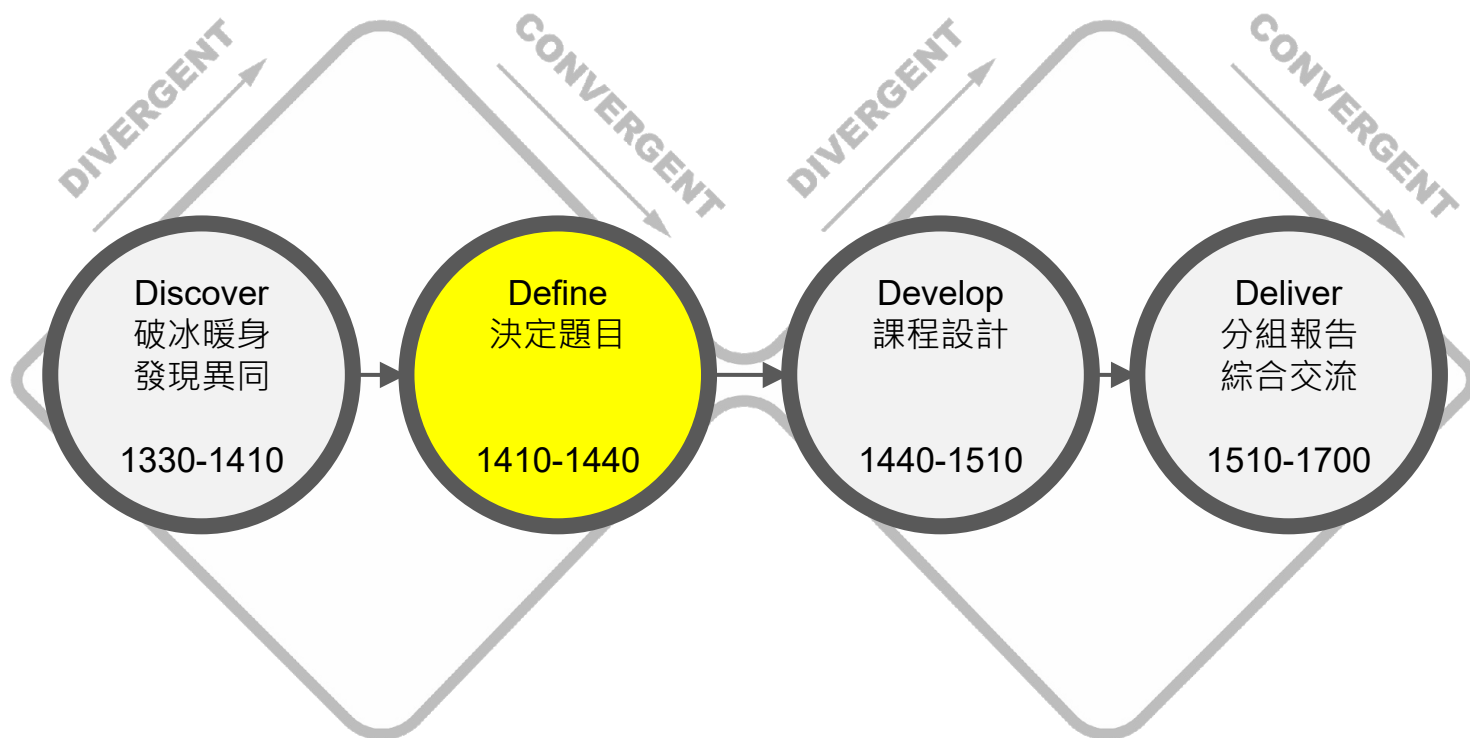 DIVERGENT
CONVERGENT
DIVERGENT
CONVERGENT
Discover
破冰暖身
發現異同
1330-1410
Define
決定題目
1410-1440
Develop
課程設計
1440-1510
Deliver
分組報告
綜合交流
1510-1700